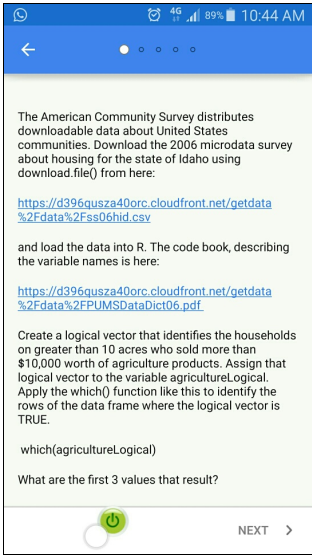 4G 89% 10:44 AM
The American Community Survey distributes
downloadable data about United States
communities. Download the 2006 microdata survey
about housing for the state of Idaho using
download.file() from here:
https://d396qusza40orc.cloudfront.net/getdata
%2Fdata%2Fss06hid.csv
and load the data into R. The code book, describing
the variable names is here:
https://d396qusza40orc.cloudfront.net/getdata
%2Fdata%2FPUMSDataDict06.pdf
Create a logical vector that identifies the households
on greater than 10 acres who sold more than
$10,000 worth of agriculture products. Assign that
logical vector to the variable agricultureLogical.
Apply the which() function like this to identify the
rows of the data frame where the logical vector is
TRUE.
which(agricultureLogical)
What are the first 3 values that result?
NEXT